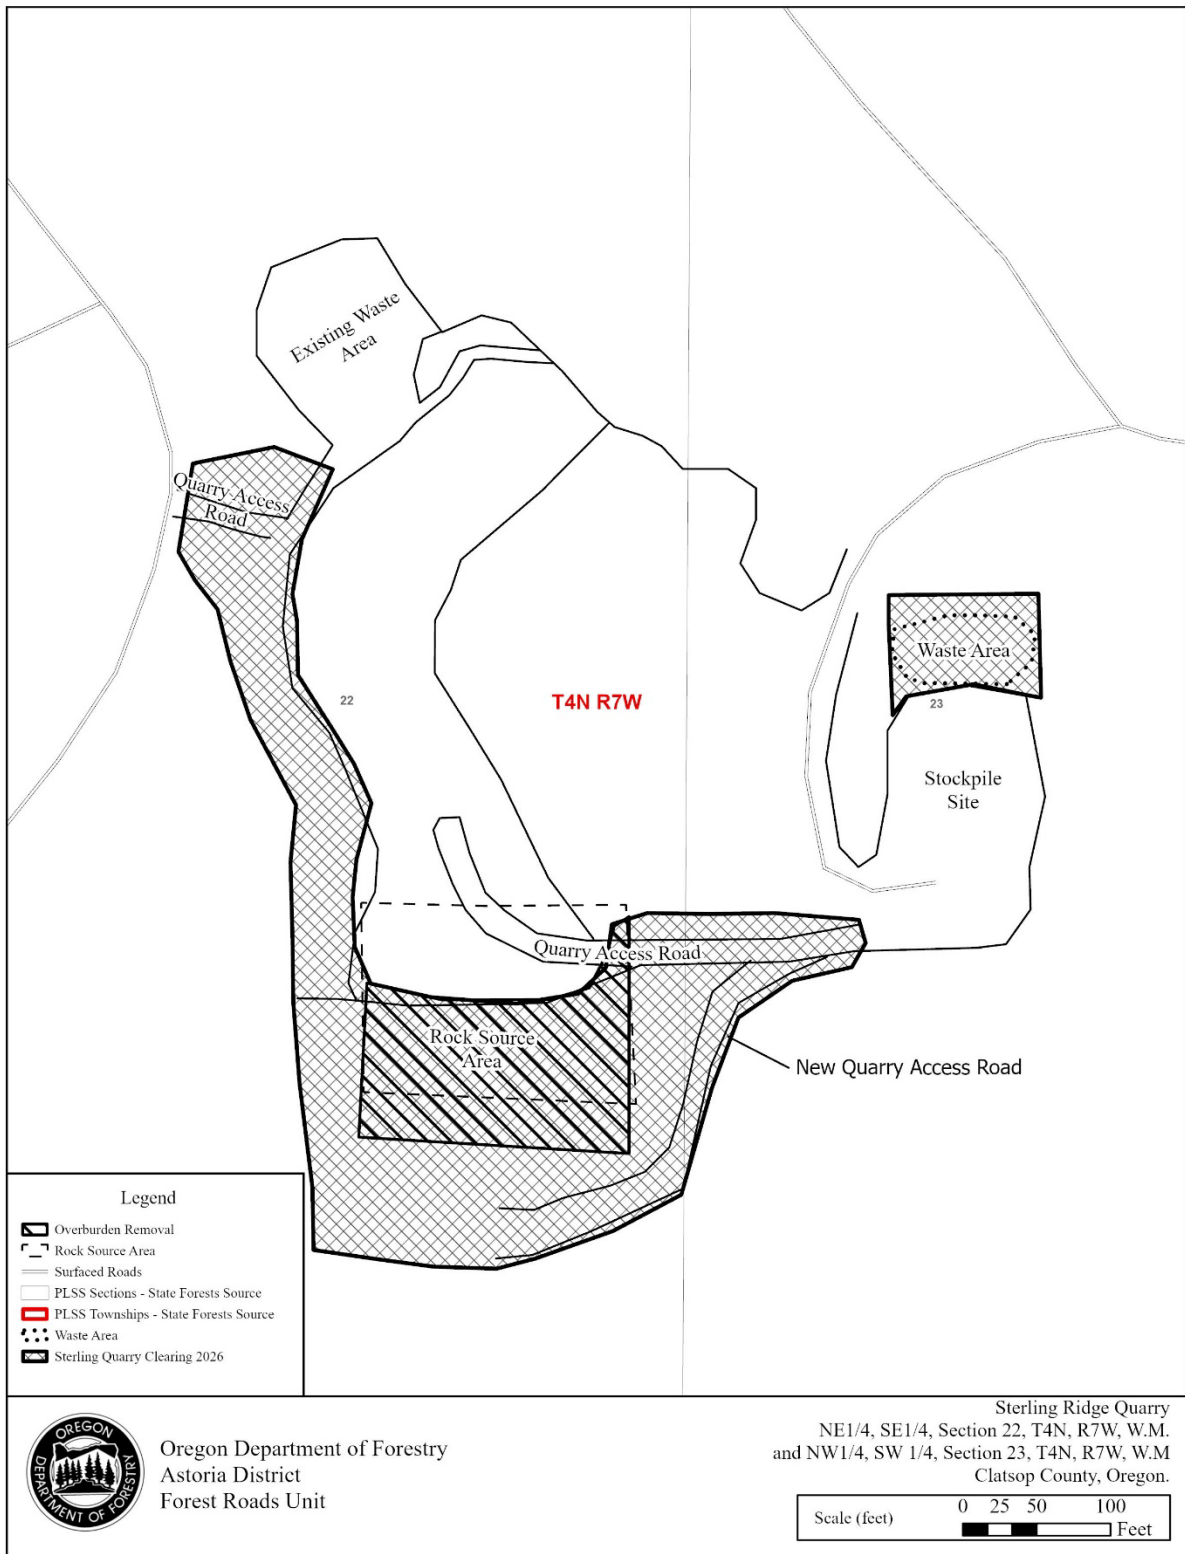 Existing Waste
Area
Quarry Access
Road
Waste Area
22
T4N R7W
23
Stockpile
Site
Quarry Access Road
Rock Source
Area
New Quarry Access Road
Legend
Overburden Removal
Rock Source Area
Surfaced Roads
PLSS Sections - State Forests Source
PLSS Townships - State Forests Source
Waste Area
Sterling Quarry Clearing 2026
OREGON
DEPARTMENT OF FORESTRY
Oregon Department of Forestry
Astoria District
Forest Roads Unit
Sterling Ridge Quarry
NE1/4, SE1/4, Section 22, T4N, R7W, W.M.
and NW1/4, SW 1/4, Section 23, T4N, R7W, W.M
Clatsop County, Oregon.
Scale (feet)
0 25 50 100
Feet